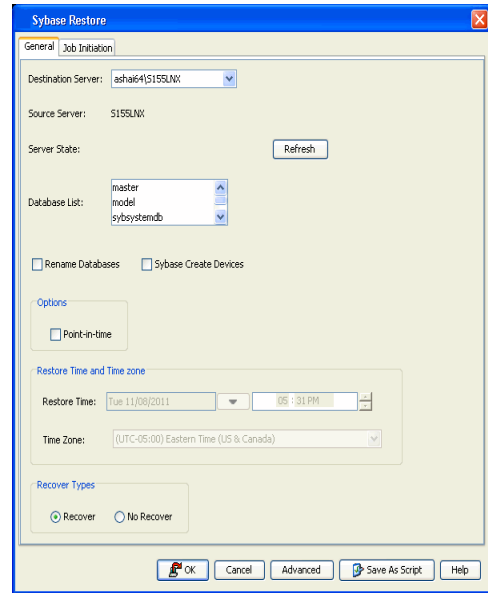 Sybase Restore
General Job Initiation
Destination Server: ashai64\S155LNX
Source Server: S155LNX
Server State: Refresh
Database List:
master
model
sybsystemdb
Rename Databases Sybase Create Devices
Options
Point-in-time
Restore Time and Time zone
Restore Time: Tue 11/08/2011 05 : 31 PM
Time Zone: (UTC-05:00) Eastern Time (US & Canada)
Recover Types
Recover No Recover
OK Cancel Advanced Save As Script Help